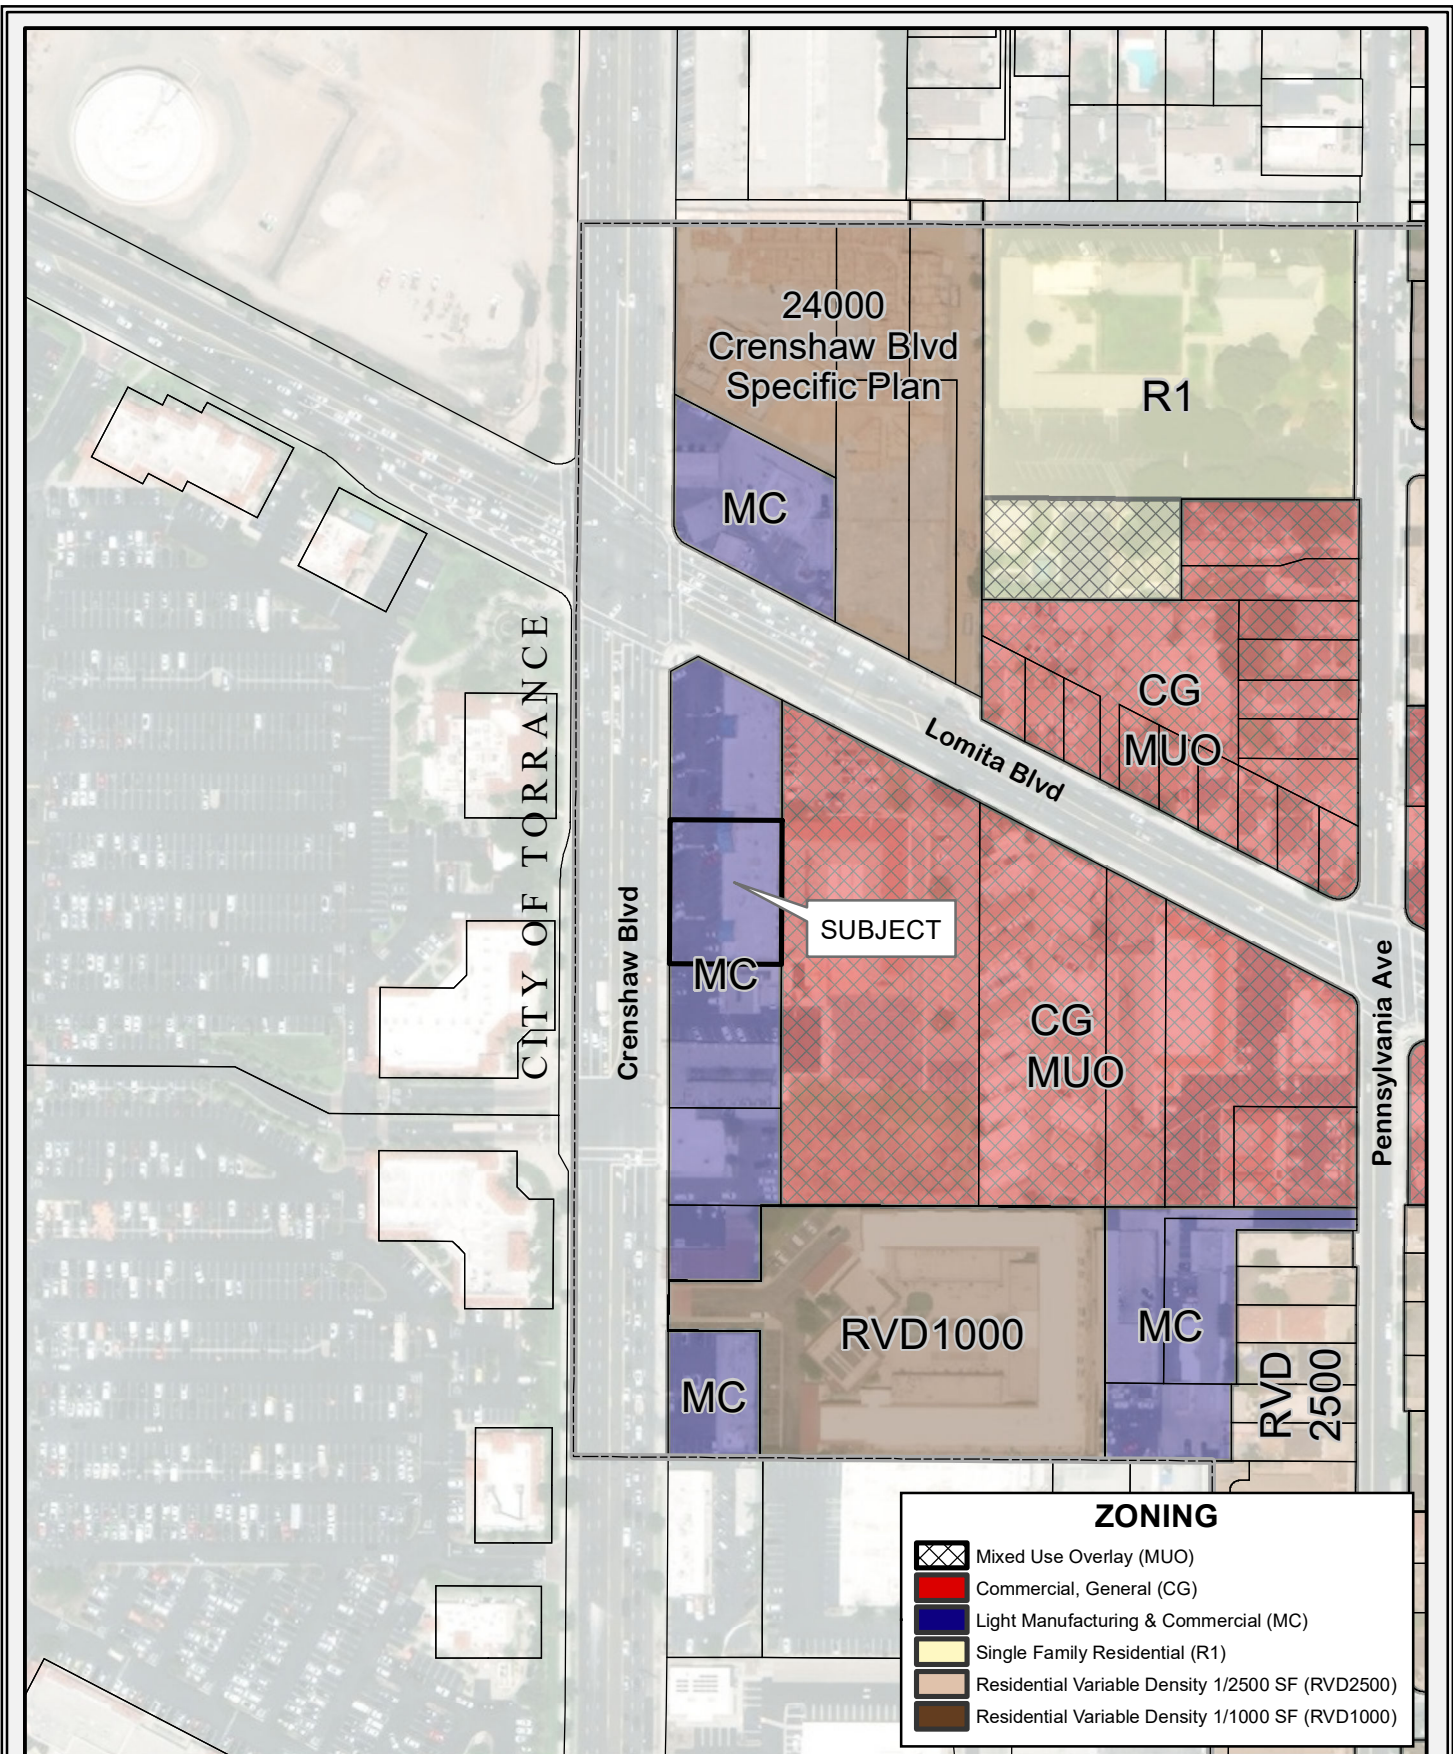 24000
Crenshaw Blvd
Specific Plan
R1
MC
CITY OF TORRANCE
CG
MUO
Lomita Blvd
SUBJECT
Crenshaw Blvd
MC
CG
MUO
Pennsylvania Ave
RVD1000
MC
MC
RVD
2500
ZONING
Mixed Use Overlay (MUO)
Commercial, General (CG)
Light Manufacturing & Commercial (MC)
Single Family Residential (R1)
Residential Variable Density 1/2500 SF (RVD2500)
Residential Variable Density 1/1000 SF (RVD1000)